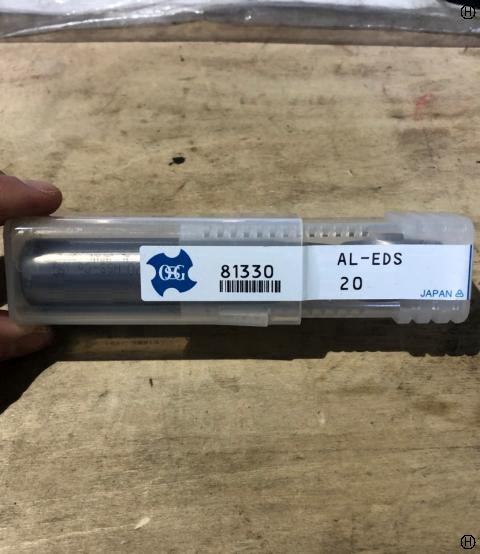 Ⓗ
OSG
81330
AL-EDS
20
JAPAN
Ⓗ